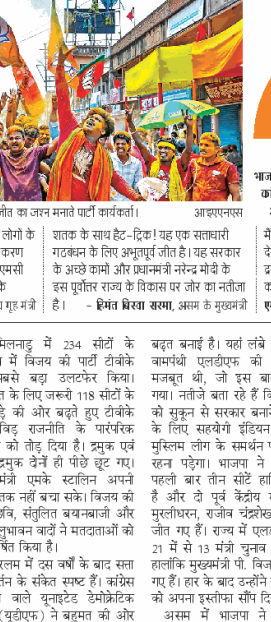 जीत का जश्न मनाते पार्टी कार्यकर्ता। आइएएनएस
लोगों के
करण
एमसी
के
गृह मंत्री
शतक के साथ हैट-ट्रिक! यह एक सत्ताधारी
गठबंधन के लिए अभूतपूर्व जीत है। यह सरकार
के अच्छे कामों और प्रधानमंत्री नरेन्द्र मोदी के
इस पूर्वोत्तर राज्य के विकास पर जोर का नतीजा
है। - हिमंत बिस्वा सरमा, असम के मुख्यमंत्री
मिलनाडु में 234 सीटों के
में विजय की पार्टी टीवीके
सबसे बड़ा उलटफेर किया।
त के लिए जरूरी 118 सीटों के
ड़े की ओर बढ़ते हुए टीवीके
विड़ राजनीति के पारंपरिक
को तोड़ दिया है। द्रमुक एवं
द्रमुक दोनों ही पीछे छूट गए।
मंत्री एमके स्टालिन अपनी
तक नहीं बचा सके। विजय की
छवि, संतुलित बयानबाजी और
लुभावन वादों ने मतदाताओं को
र्षित किया है।
रलम में दस वर्षों के बाद सत्ता
र्तन के संकेत स्पष्ट हैं। कांग्रेस
वाले यूनाइटेड डेमोक्रेटिक
(यूडीएफ) ने बहुमत की ओर
बढ़त बनाई है। यहां लंबे
वामपंथी एलडीएफ की
मजबूत थी, जो इस बा
गया। नतीजे बता रहे हैं कि
को सुकून से सरकार बनाने
के लिए सहयोगी इंडियन
मुस्लिम लीग के समर्थन प
रहना पड़ेगा। भाजपा ने
पहली बार तीन सीटें हासि
है और दो पूर्व केंद्रीय म
मुरलीधरन, राजीव चंद्रशेख
जीत गए हैं। राज्य में एल
21 में से 13 मंत्री चुनाव
हालांकि मुख्यमंत्री पी. विज
गए हैं। हार के बाद उन्होंने
को अपना इस्तीफा सौंप दि
असम में भाजपा ने